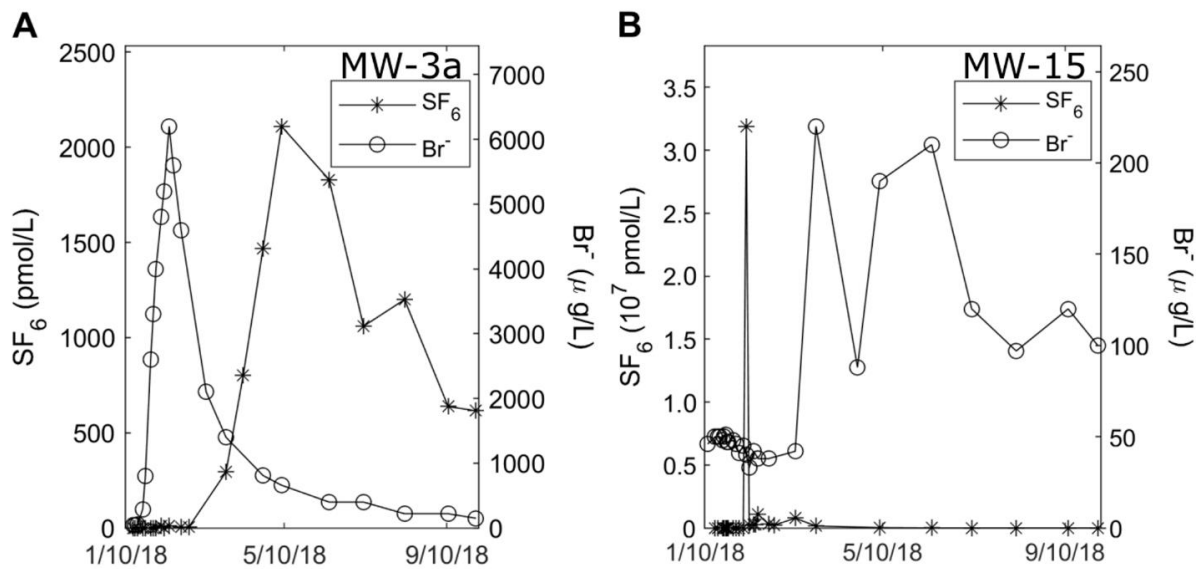 A
MW-3a
SF6
Br-
2500
2000
1500
1000
500
0
SF6 (pmol/L)
7000
6000
5000
4000
3000
2000
1000
0
Br- (μ g/L)
1/10/18 5/10/18 9/10/18
B
MW-15
SF6
Br-
3.5
3.0
2.5
2.0
1.5
1.0
0.5
0
SF6 (10^7 pmol/L)
250
200
150
100
50
0
Br- (μ g/L)
1/10/18 5/10/18 9/10/18